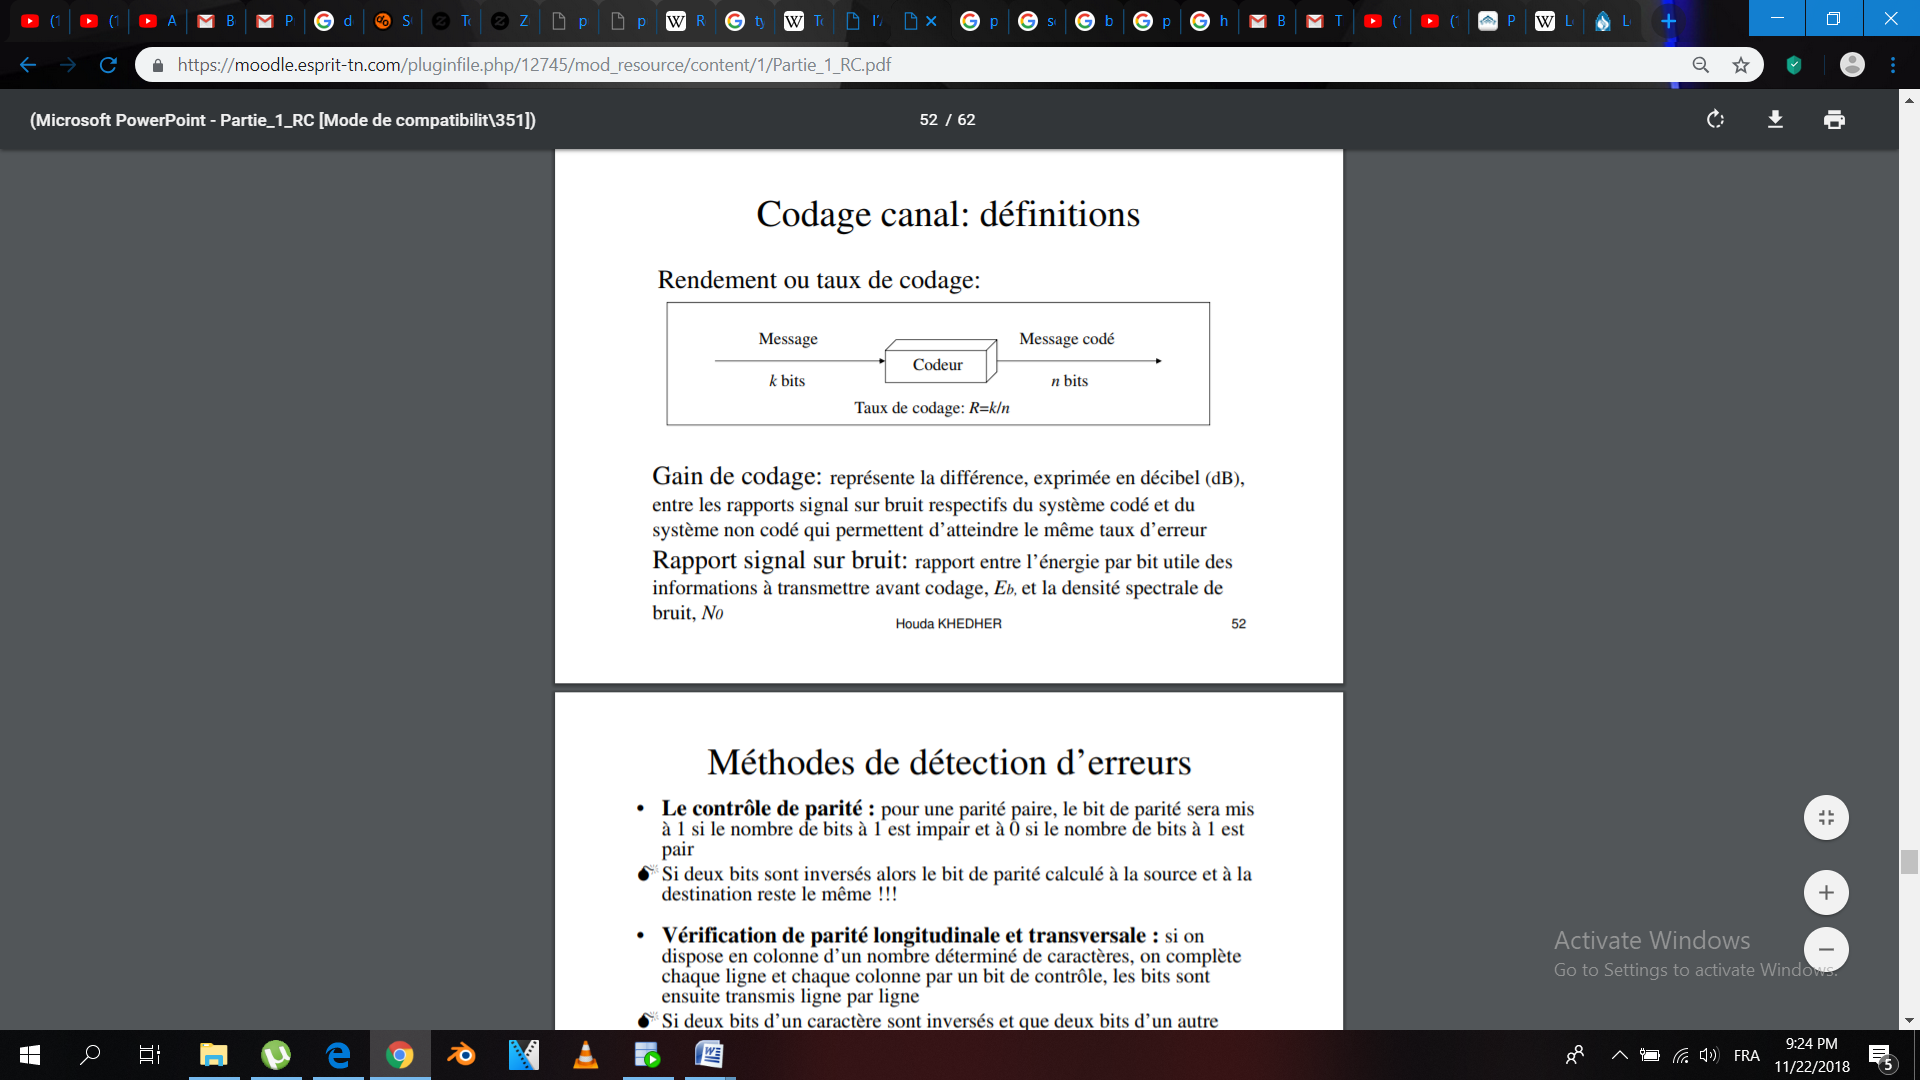 (1 (1 A B P d S T Z p p R ty T l' p s b p h B T ( ( P L L
https://moodle.esprit-tn.com/pluginfile.php/12745/mod_resource/content/1/Partie_1_RC.pdf
(Microsoft PowerPoint - Partie_1_RC [Mode de compatibilit\351]) 52 / 62
Codage canal: définitions
Rendement ou taux de codage:
Message Message codé
Codeur
k bits n bits
Taux de codage: R=k/n
Gain de codage: représente la différence, exprimée en décibel (dB),
entre les rapports signal sur bruit respectifs du système codé et du
système non codé qui permettent d'atteindre le même taux d'erreur
Rapport signal sur bruit: rapport entre l'énergie par bit utile des
informations à transmettre avant codage, Eb, et la densité spectrale de
bruit, N0
Houda KHEDHER 52
Méthodes de détection d'erreurs
• Le contrôle de parité : pour une parité paire, le bit de parité sera mis
à 1 si le nombre de bits à 1 est impair et à 0 si le nombre de bits à 1 est
pair
Si deux bits sont inversés alors le bit de parité calculé à la source et à la
destination reste le même !!!
• Vérification de parité longitudinale et transversale : si on
dispose en colonne d'un nombre déterminé de caractères, on complète
chaque ligne et chaque colonne par un bit de contrôle, les bits sont
ensuite transmis ligne par ligne
Si deux bits d'un caractère sont inversés et que deux bits d'un autre
Activate Windows
Go to Settings to activate Windows.
FRA
9:24 PM
11/22/2018
5